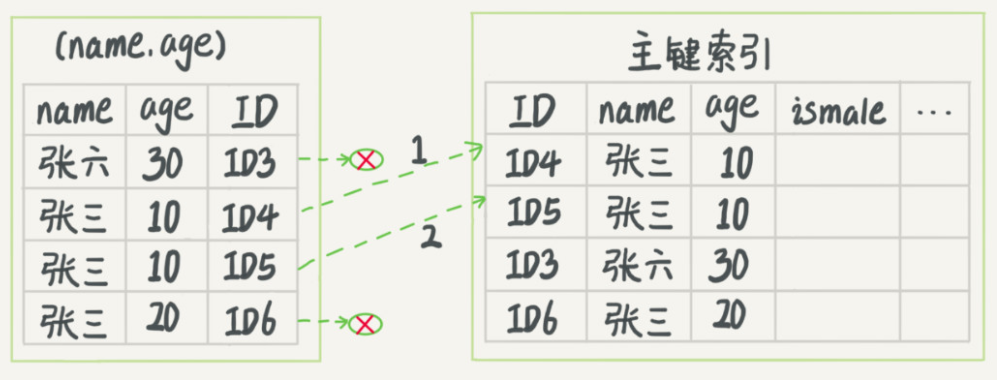 (name,age)
name age ID
张六 30 ID3
张三 10 ID4
张三 10 ID5
张三 20 ID6
1
2
主键索引
ID name age ismale ...
ID4 张三 10
ID5 张三 10
ID3 张六 30
ID6 张三 20